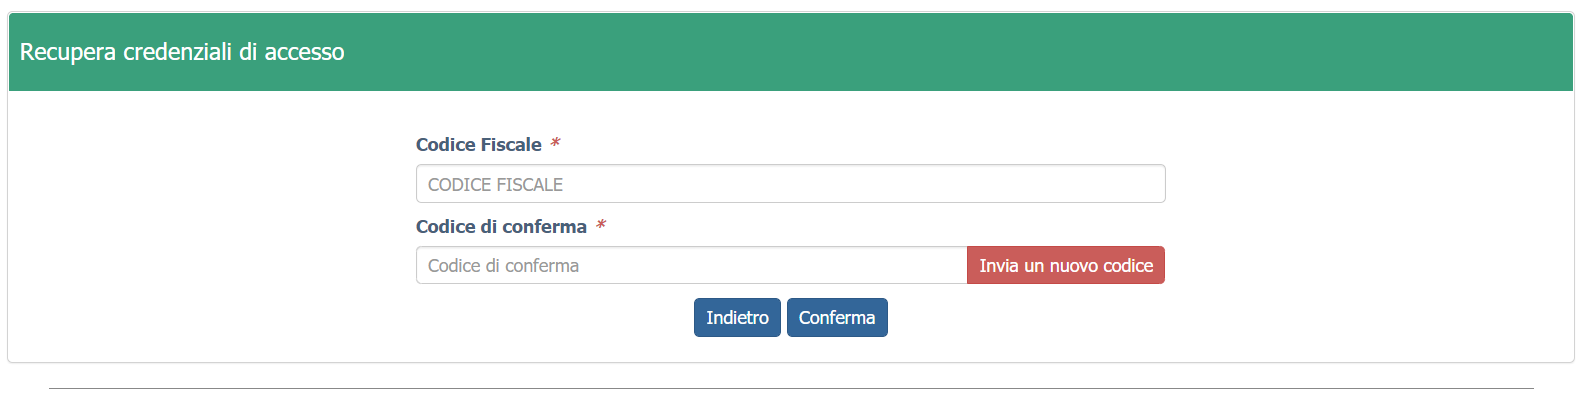 Recupera credenziali di accesso
Codice Fiscale *
CODICE FISCALE
Codice di conferma *
Codice di conferma Invia un nuovo codice
Indietro Conferma